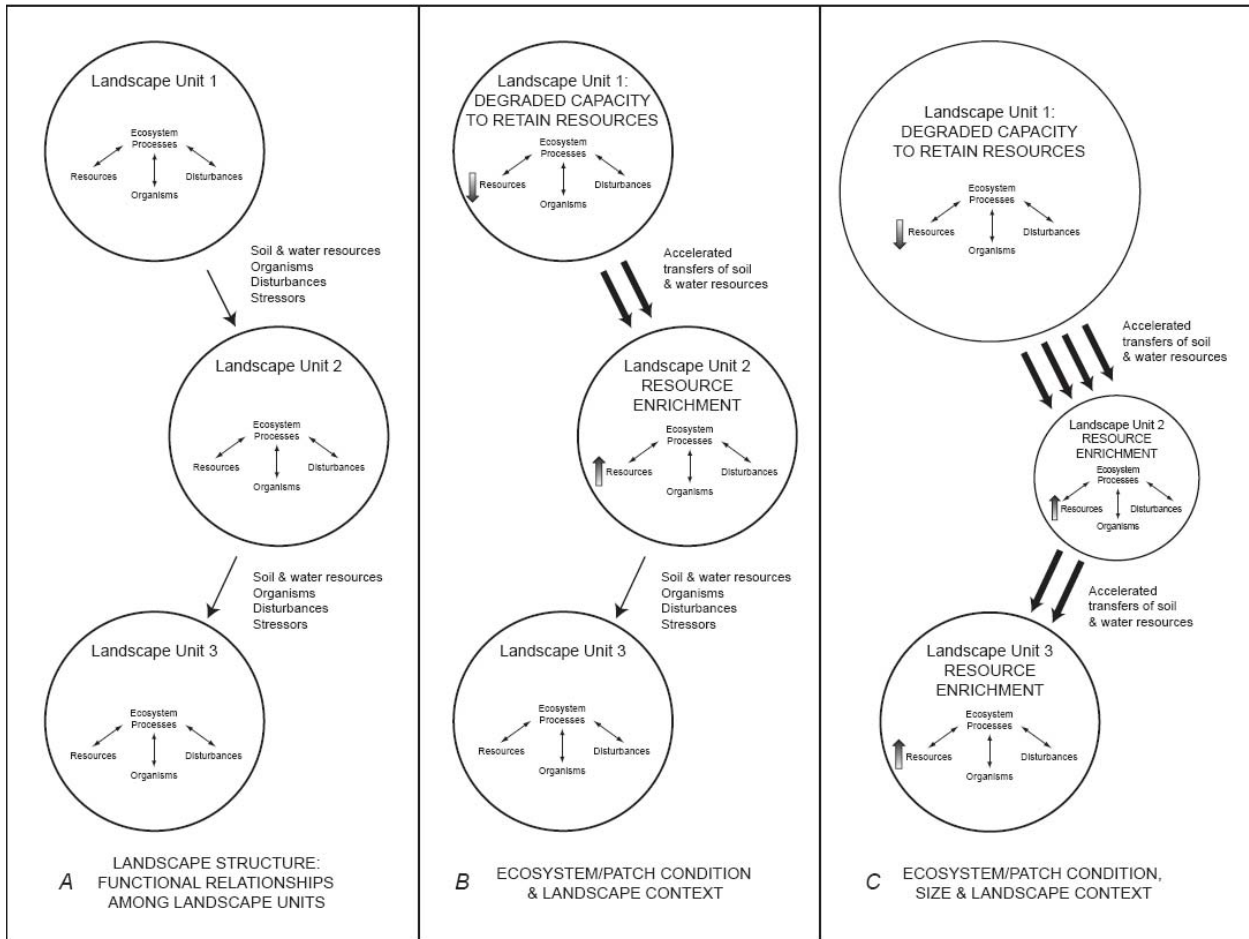 Landscape Unit 1
Ecosystem
Processes
Resources
Disturbances
Organisms
Soil & water resources
Organisms
Disturbances
Stressors
Landscape Unit 2
Ecosystem
Processes
Resources
Disturbances
Organisms
Soil & water resources
Organisms
Disturbances
Stressors
Landscape Unit 3
Ecosystem
Processes
Resources
Disturbances
Organisms
A
LANDSCAPE STRUCTURE:
FUNCTIONAL RELATIONSHIPS
AMONG LANDSCAPE UNITS
Landscape Unit 1:
DEGRADED CAPACITY
TO RETAIN RESOURCES
Ecosystem
Processes
Resources
Disturbances
Organisms
Accelerated
transfers of soil
& water resources
Landscape Unit 2
RESOURCE
ENRICHMENT
Ecosystem
Processes
Resources
Disturbances
Organisms
Soil & water resources
Organisms
Disturbances
Stressors
Landscape Unit 3
Ecosystem
Processes
Resources
Disturbances
Organisms
B
ECOSYSTEM/PATCH CONDITION
& LANDSCAPE CONTEXT
Landscape Unit 1:
DEGRADED CAPACITY
TO RETAIN RESOURCES
Ecosystem
Processes
Resources
Disturbances
Organisms
Accelerated
transfers of soil
& water resources
Landscape Unit 2
RESOURCE
ENRICHMENT
Ecosystem
Processes
Resources
Disturbances
Organisms
Accelerated
transfers of soil
& water resources
Landscape Unit 3
RESOURCE
ENRICHMENT
Ecosystem
Processes
Resources
Disturbances
Organisms
C
ECOSYSTEM/PATCH CONDITION,
SIZE & LANDSCAPE CONTEXT